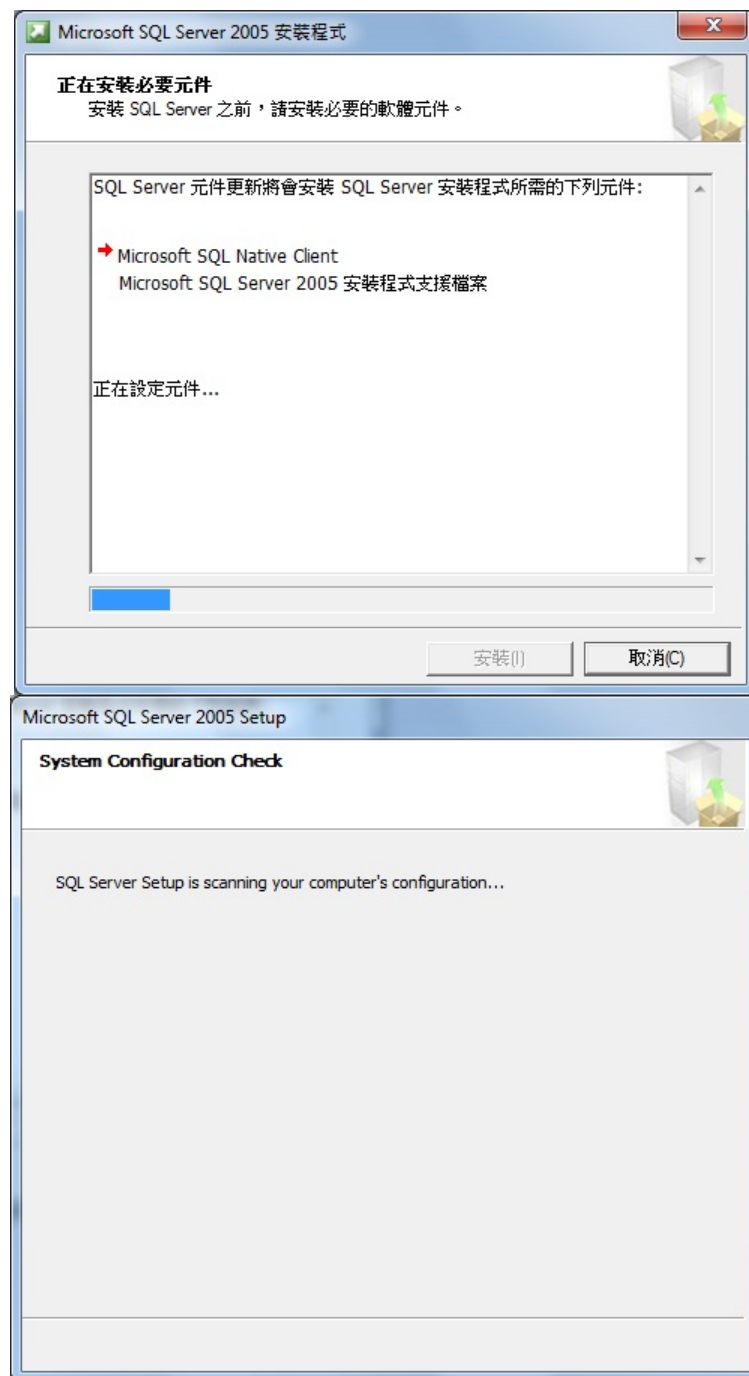 Microsoft SQL Server 2005 安裝程式
正在安裝必要元件
安裝 SQL Server 之前，請安裝必要的軟體元件。
SQL Server 元件更新將會安裝 SQL Server 安裝程式所需的下列元件:
Microsoft SQL Native Client
Microsoft SQL Server 2005 安裝程式支援檔案
正在設定元件...
安裝(I)
取消(C)
Microsoft SQL Server 2005 Setup
System Configuration Check
SQL Server Setup is scanning your computer's configuration...